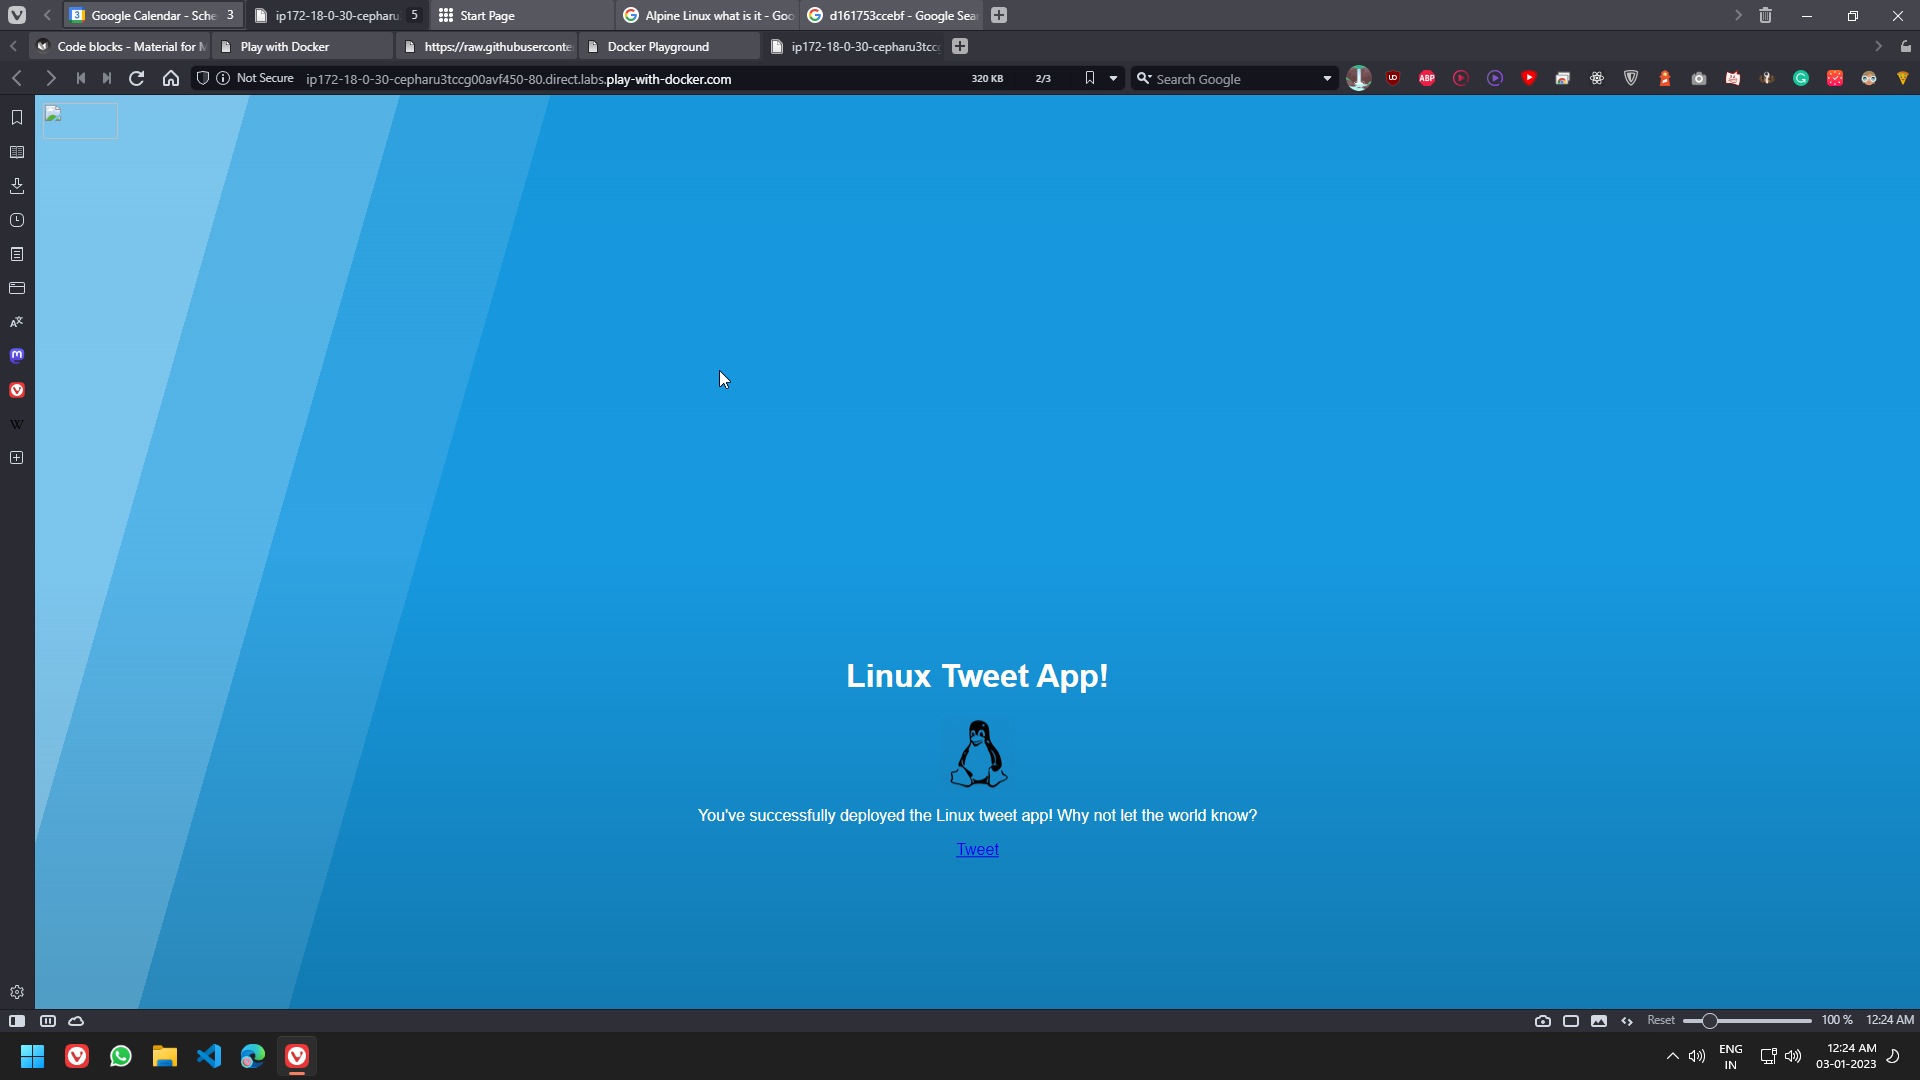 Google Calendar - Sche 3
ip172-18-0-30-cepharu 5
Start Page
Alpine Linux what is it - Goo
d161753ccebf - Google Sea
Code blocks - Material for M
Play with Docker
https://raw.githubuserconte
Docker Playground
ip172-18-0-30-cepharu3tccg
Not Secure
ip172-18-0-30-cepharu3tccg00avf450-80.direct.labs.play-with-docker.com
320 KB
2/3
Search Google
UD
ABP
Linux Tweet App!
You've successfully deployed the Linux tweet app! Why not let the world know?
Tweet
Reset
100 %
12:24 AM
ENG
IN
12:24 AM
03-01-2023